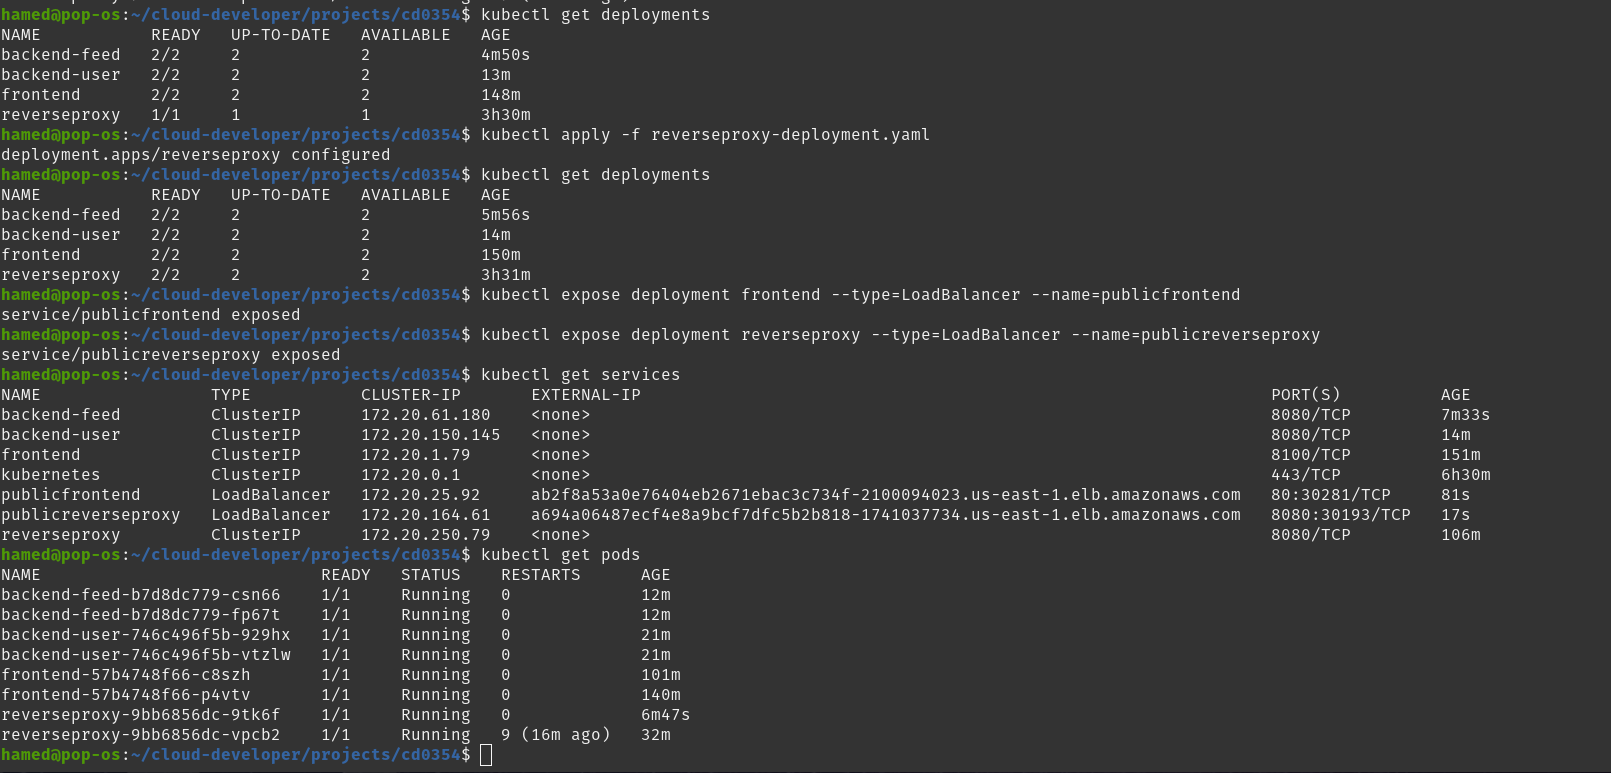 hamed@pop-os:~/cloud-developer/projects/cd0354$ kubectl get deployments
NAME READY UP-TO-DATE AVAILABLE AGE
backend-feed 2/2 2 2 4m50s
backend-user 2/2 2 2 13m
frontend 2/2 2 2 148m
reverseproxy 1/1 1 1 3h30m
hamed@pop-os:~/cloud-developer/projects/cd0354$ kubectl apply -f reverseproxy-deployment.yaml
deployment.apps/reverseproxy configured
hamed@pop-os:~/cloud-developer/projects/cd0354$ kubectl get deployments
NAME READY UP-TO-DATE AVAILABLE AGE
backend-feed 2/2 2 2 5m56s
backend-user 2/2 2 2 14m
frontend 2/2 2 2 150m
reverseproxy 2/2 2 2 3h31m
hamed@pop-os:~/cloud-developer/projects/cd0354$ kubectl expose deployment frontend --type=LoadBalancer --name=publicfrontend
service/publicfrontend exposed
hamed@pop-os:~/cloud-developer/projects/cd0354$ kubectl expose deployment reverseproxy --type=LoadBalancer --name=publicreverseproxy
service/publicreverseproxy exposed
hamed@pop-os:~/cloud-developer/projects/cd0354$ kubectl get services
NAME TYPE CLUSTER-IP EXTERNAL-IP PORT(S) AGE
backend-feed ClusterIP 172.20.61.180 <none> 8080/TCP 7m33s
backend-user ClusterIP 172.20.150.145 <none> 8080/TCP 14m
frontend ClusterIP 172.20.1.79 <none> 8100/TCP 151m
kubernetes ClusterIP 172.20.0.1 <none> 443/TCP 6h30m
publicfrontend LoadBalancer 172.20.25.92 ab2f8a53a0e76404eb2671ebac3c734f-2100094023.us-east-1.elb.amazonaws.com 80:30281/TCP 81s
publicreverseproxy LoadBalancer 172.20.164.61 a694a06487ecf4e8a9bcf7dfc5b2b818-1741037734.us-east-1.elb.amazonaws.com 8080:30193/TCP 17s
reverseproxy ClusterIP 172.20.250.79 <none> 8080/TCP 106m
hamed@pop-os:~/cloud-developer/projects/cd0354$ kubectl get pods
NAME READY STATUS RESTARTS AGE
backend-feed-b7d8dc779-csn66 1/1 Running 0 12m
backend-feed-b7d8dc779-fp67t 1/1 Running 0 12m
backend-user-746c496f5b-929hx 1/1 Running 0 21m
backend-user-746c496f5b-vtzlw 1/1 Running 0 21m
frontend-57b4748f66-c8szh 1/1 Running 0 101m
frontend-57b4748f66-p4vtv 1/1 Running 0 140m
reverseproxy-9bb6856dc-9tk6f 1/1 Running 0 6m47s
reverseproxy-9bb6856dc-vpcb2 1/1 Running 9 (16m ago) 32m
hamed@pop-os:~/cloud-developer/projects/cd0354$